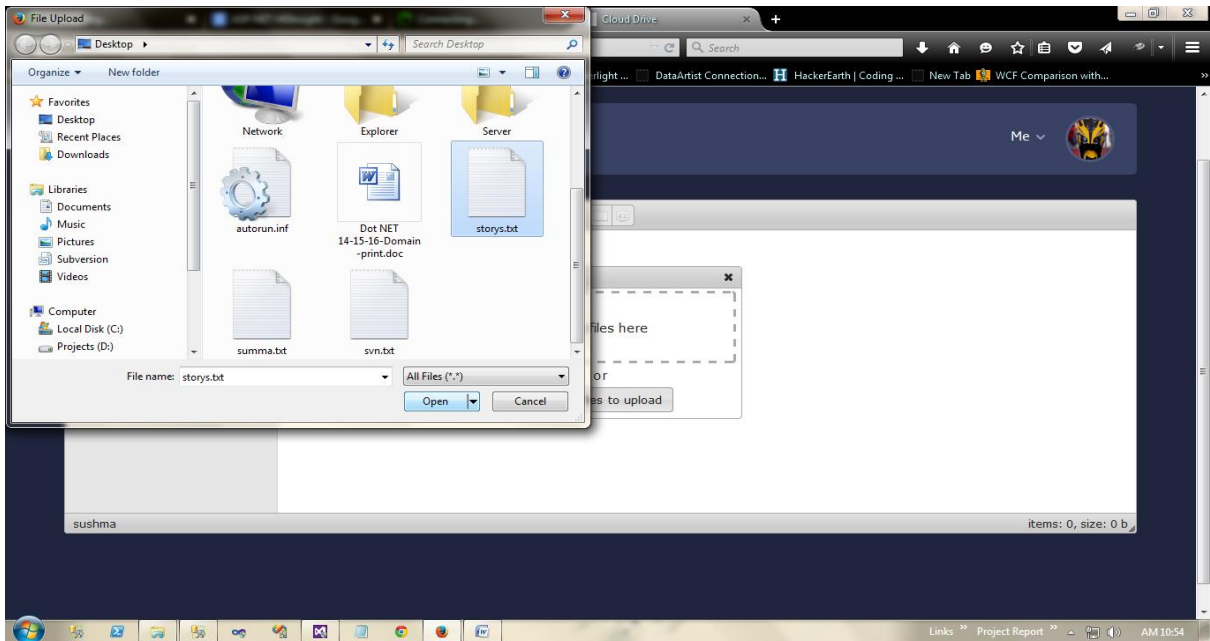 File Upload
Cloud Drive
Desktop
Search Desktop
Search
Organize
New folder
erlight ...
DataArtist Connection...
HackerEarth | Coding ...
New Tab
WCF Comparison with...
Favorites
Desktop
Recent Places
Downloads
Libraries
Documents
Music
Pictures
Subversion
Videos
Computer
Local Disk (C:)
Projects (D:)
Network
Explorer
Server
autorun.inf
Dot NET
14-15-16-Domain
-print.doc
storys.txt
summa.txt
svn.txt
File name:
storys.txt
All Files (*.*)
Open
Cancel
Me
files here
or
es to upload
sushma
items: 0, size: 0 b
Links
Project Report
AM 10:54